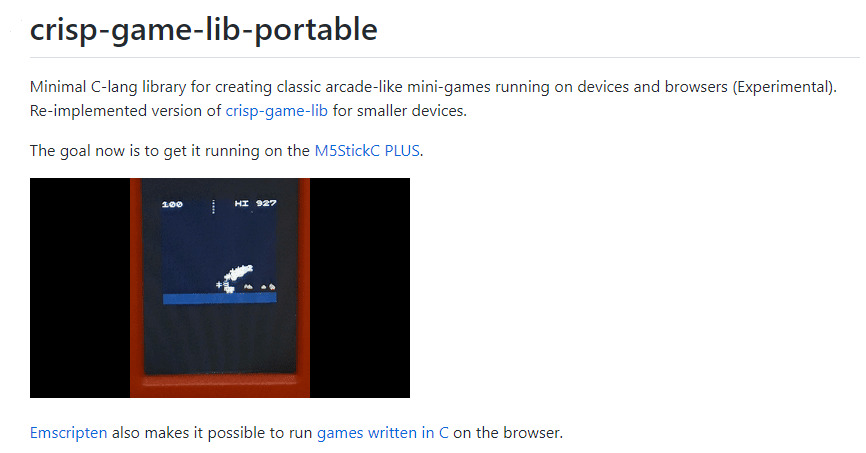 crisp-game-lib-portable
Minimal C-lang library for creating classic arcade-like mini-games running on devices and browsers (Experimental).
Re-implemented version of crisp-game-lib for smaller devices.
The goal now is to get it running on the M5StickC PLUS.
100 HI 927
Emscripten also makes it possible to run games written in C on the browser.